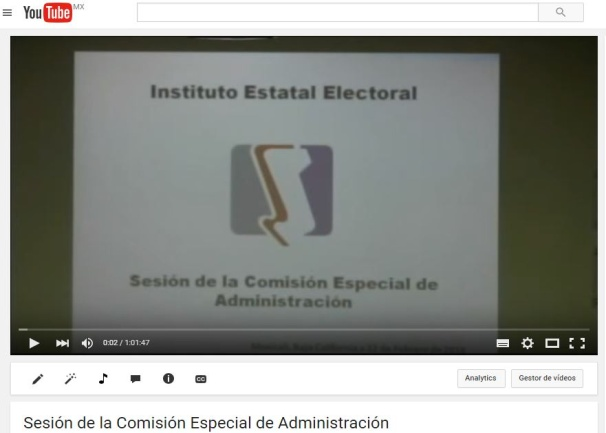 YouTube MX
Instituto Estatal Electoral
Sesión de la Comisión Especial de
Administración
0:02 / 1:01:47
CC
Analytics
Gestor de vídeos
Sesión de la Comisión Especial de Administración